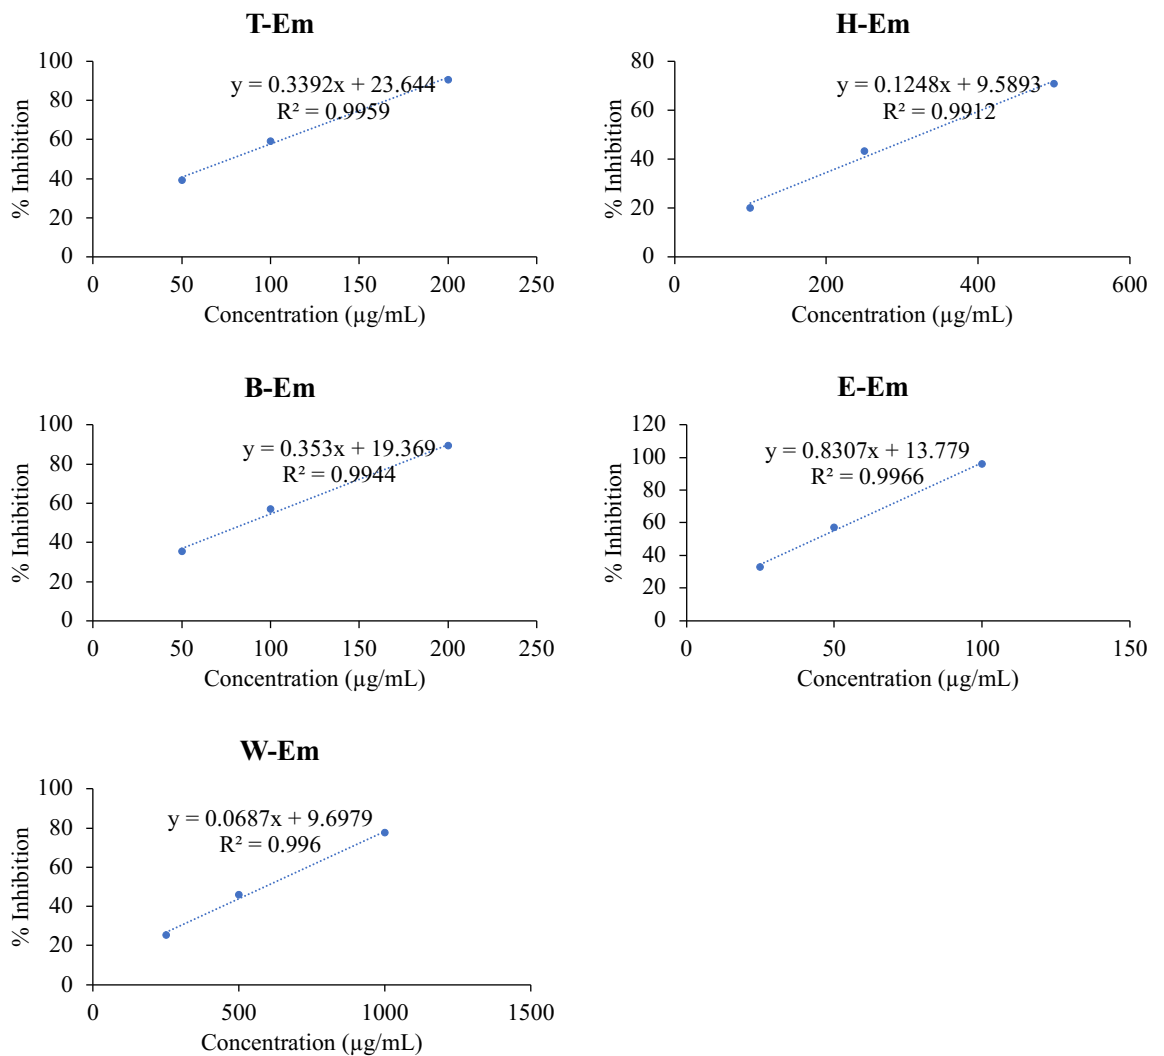 T-Em
100
80
60
40
20
0
y = 0.3392x + 23.644
R² = 0.9959
% Inhibition
0 50 100 150 200 250
Concentration (µg/mL)
H-Em
80
60
40
20
0
y = 0.1248x + 9.5893
R² = 0.9912
% Inhibition
0 200 400 600
Concentration (µg/mL)
B-Em
100
80
60
40
20
0
y = 0.353x + 19.369
R² = 0.9944
% Inhibition
0 50 100 150 200 250
Concentration (µg/mL)
E-Em
120
100
80
60
40
20
0
y = 0.8307x + 13.779
R² = 0.9966
% Inhibition
0 50 100 150
Concentration (µg/mL)
W-Em
100
80
60
40
20
0
y = 0.0687x + 9.6979
R² = 0.996
% Inhibition
0 500 1000 1500
Concentration (µg/mL)